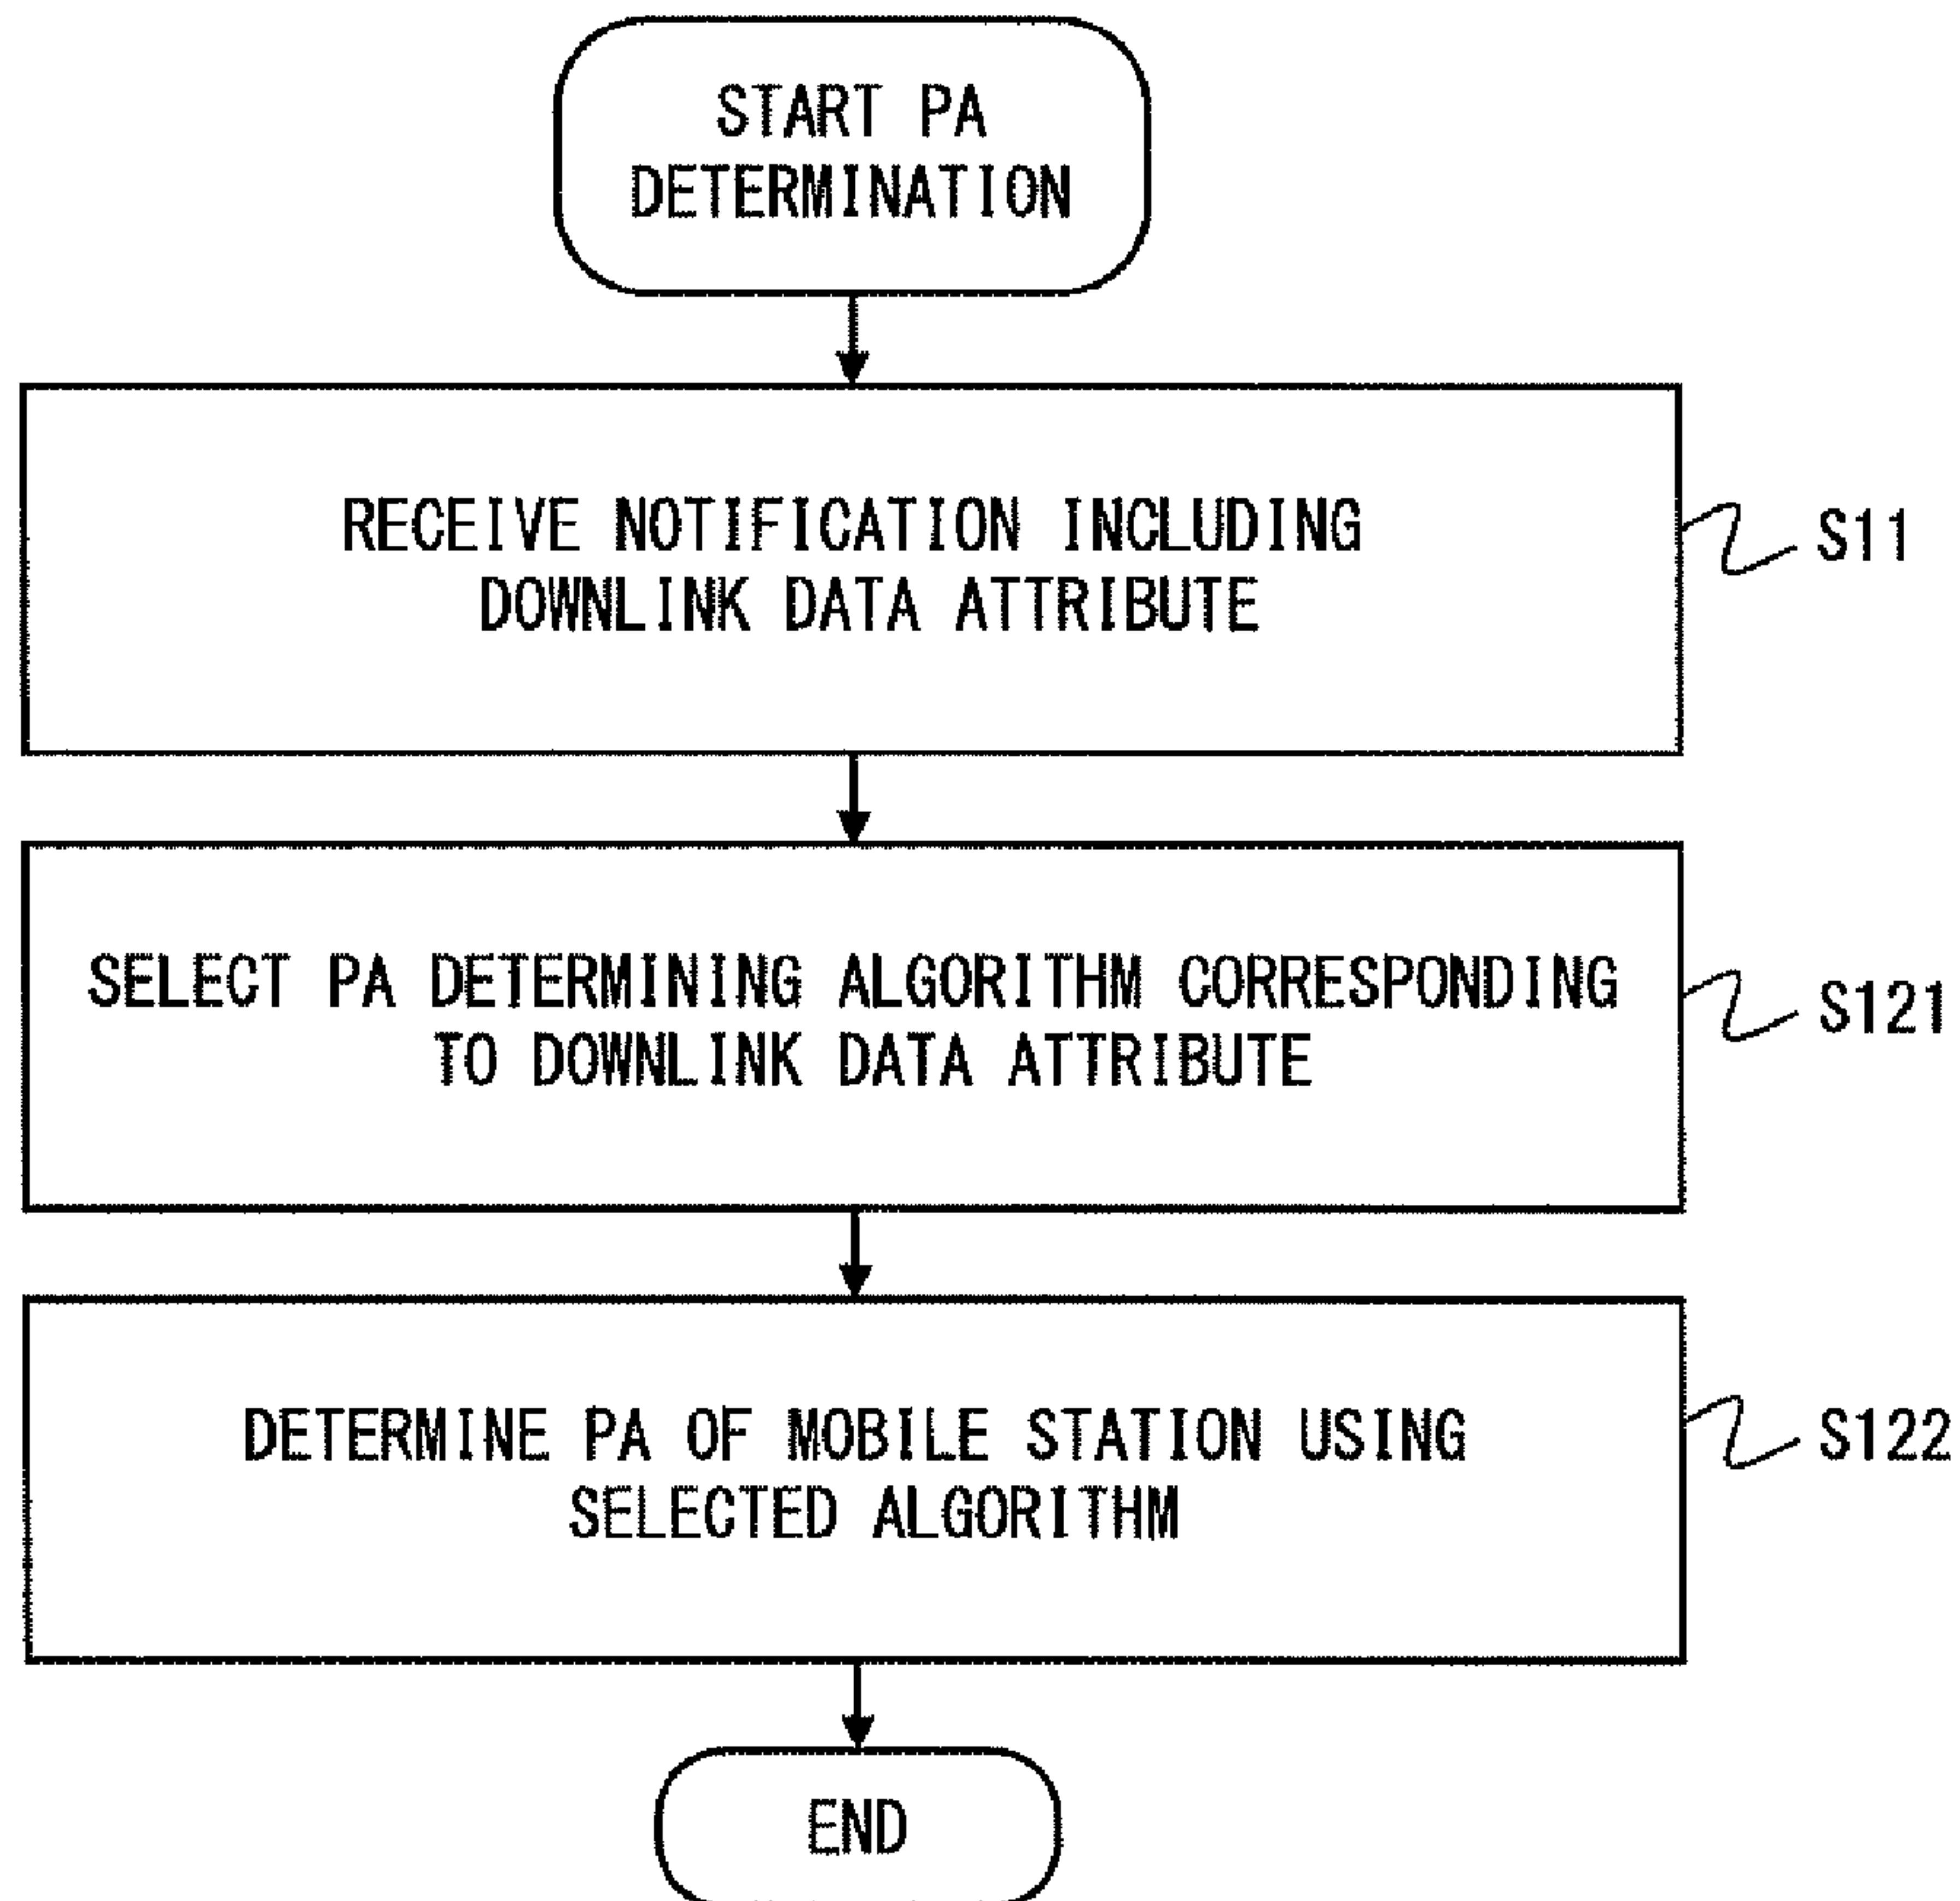 START PA
DETERMINATION
RECEIVE NOTIFICATION INCLUDING
DOWNLINK DATA ATTRIBUTE
S11
SELECT PA DETERMINING ALGORITHM CORRESPONDING
TO DOWNLINK DATA ATTRIBUTE
S121
DETERMINE PA OF MOBILE STATION USING
SELECTED ALGORITHM
S122
END